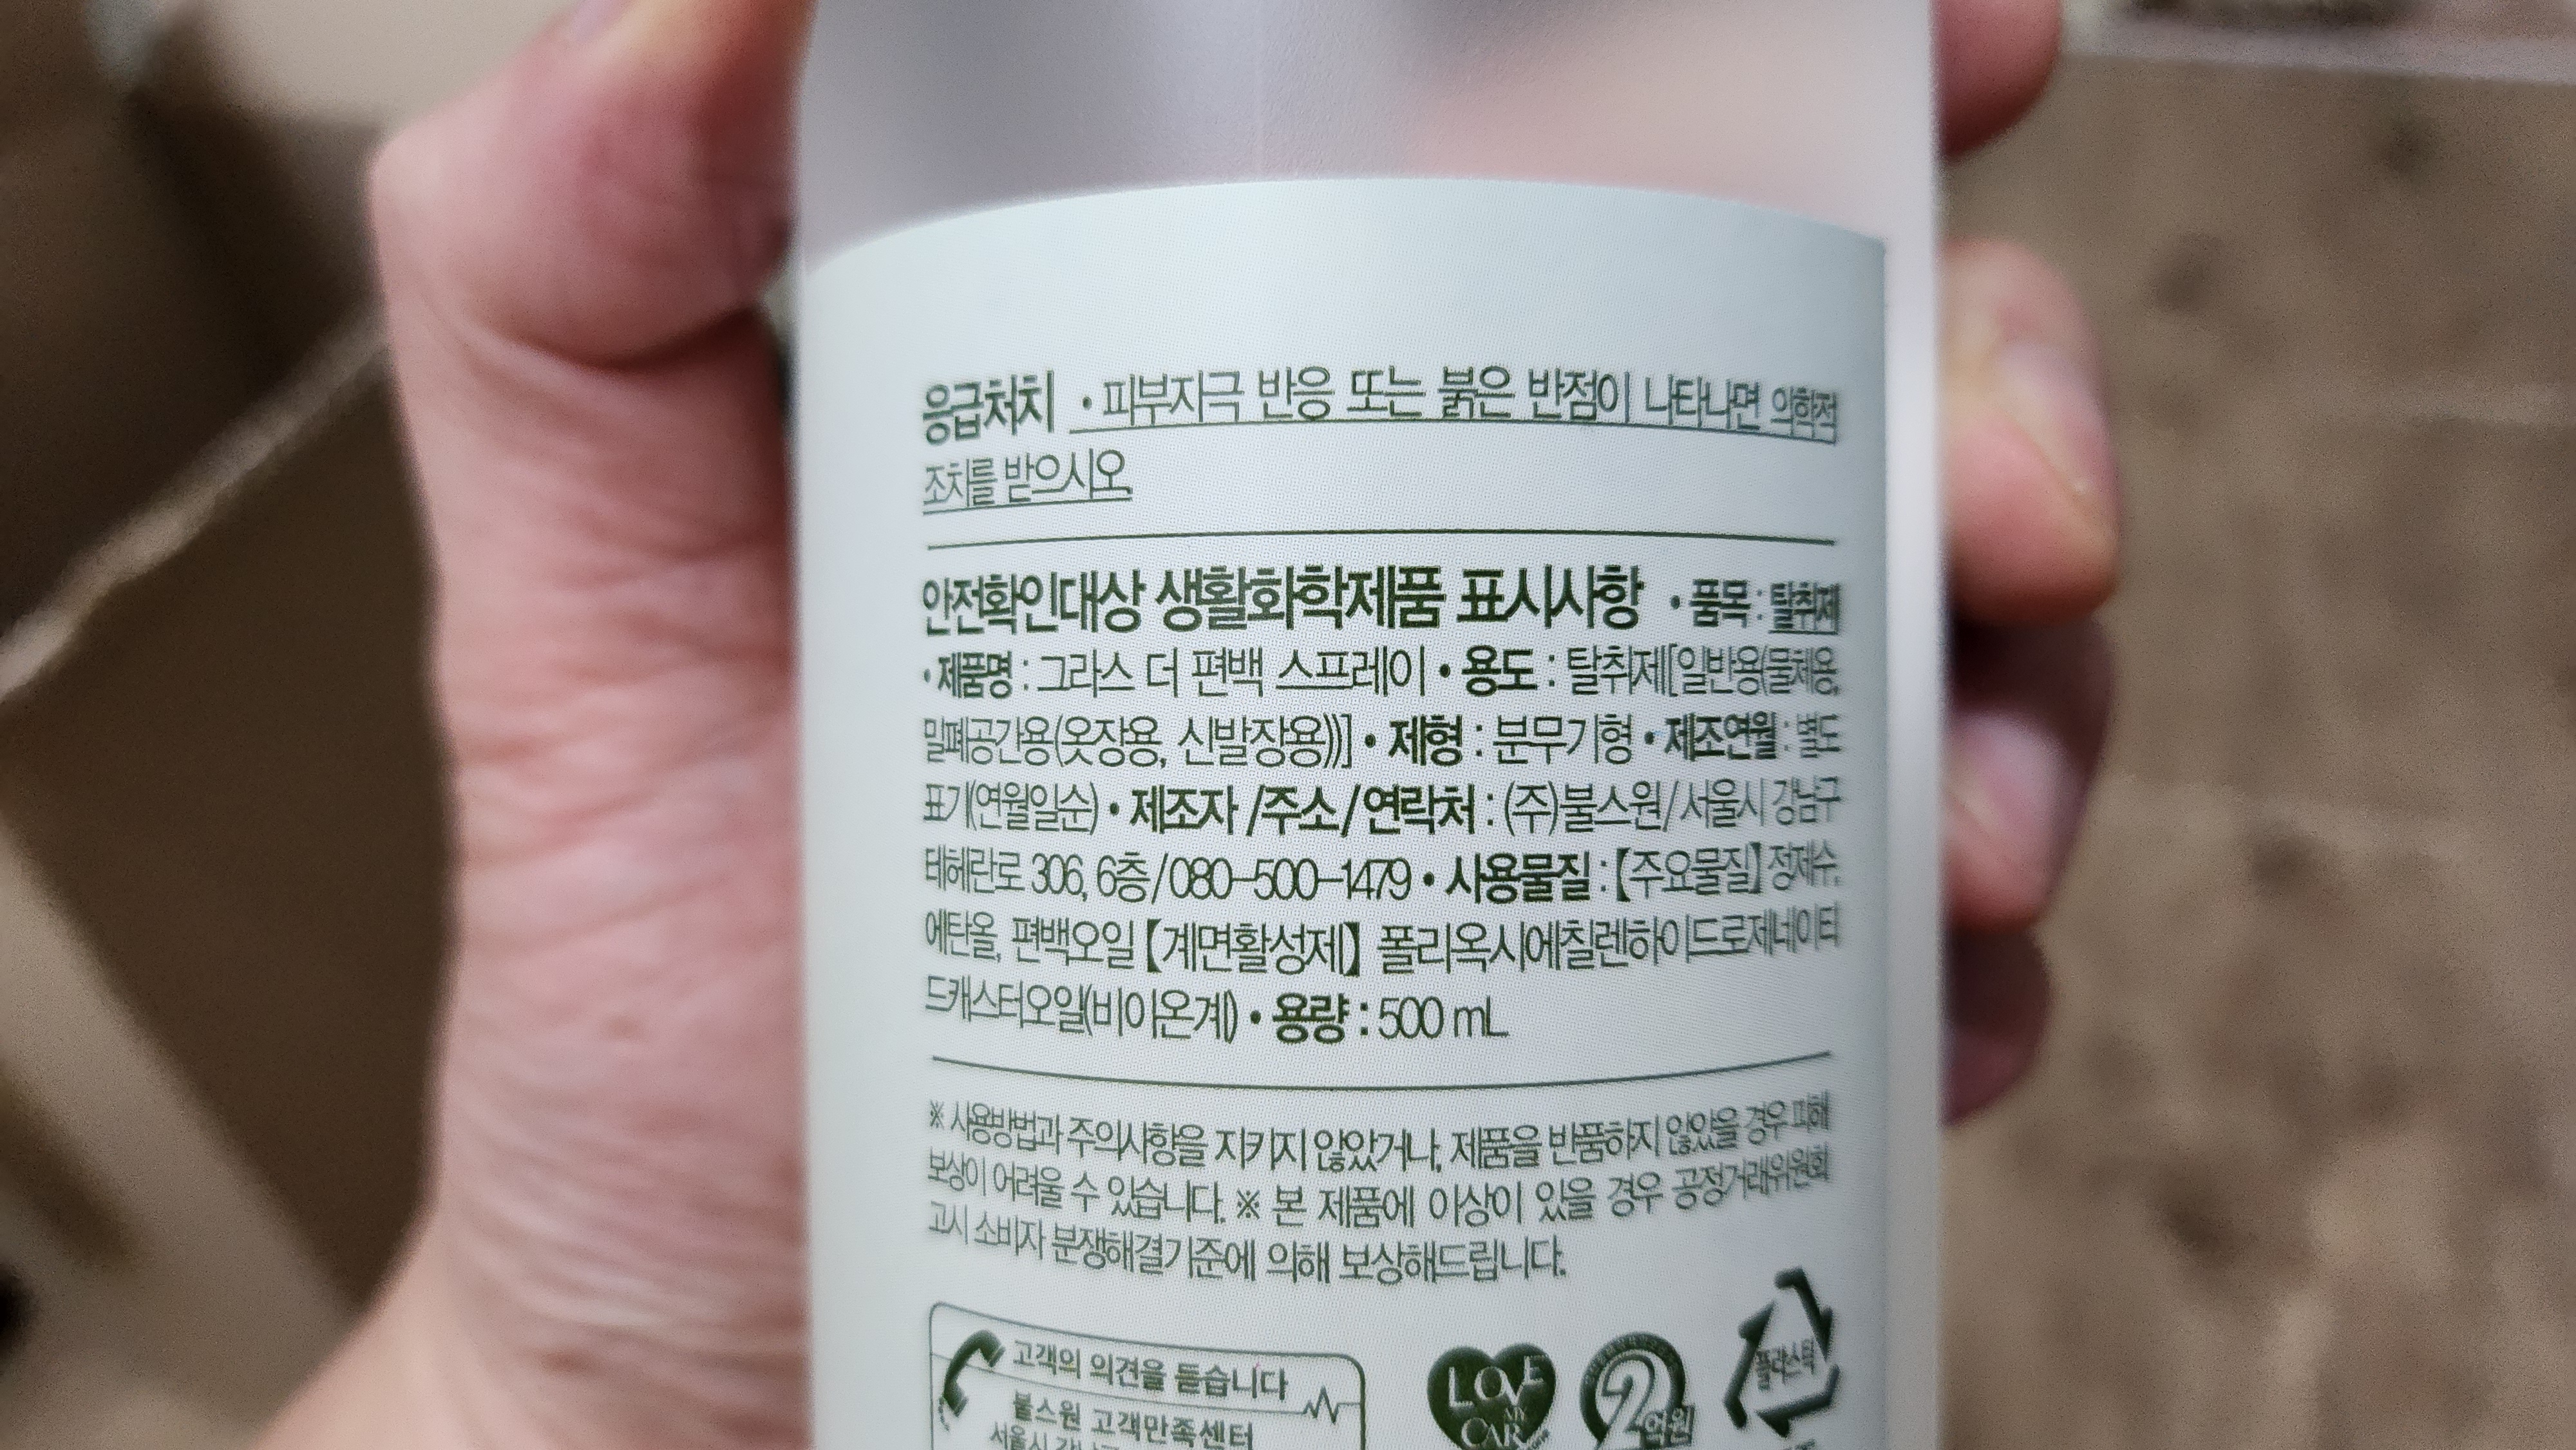 응급처치 • 피부자극 반응 또는 붉은 반점이 나타나면 의학적
조치를 받으시오.
안전확인대상 생활화학제품 표시사항 • 품목 : 탈취제
• 제품명 : 그라스 더 편백 스프레이 • 용도 : 탈취제[일반용(물체용,
밀폐공간용(옷장용, 신발장용))] • 제형 : 분무기형 • 제조연월 : 별도
표기(연월일순) • 제조자 /주소/연락처 : (주)불스원/서울시 강남구
테헤란로 306, 6층/080-500-1479 • 사용물질 :【주요물질】정제수,
에탄올, 편백오일【계면활성제】 폴리옥시에칠렌하이드로제네이티
드캐스터오일(비이온계) • 용량 : 500 mL
※ 사용방법과 주의사항을 지키지 않았거나, 제품을 반품하지 않았을 경우 피해
보상이 어려울 수 있습니다. ※ 본 제품에 이상이 있을 경우 공정거래위원회
고시 소비자 분쟁해결기준에 의해 보상해드립니다.
고객의 의견을 듣습니다
불스원 고객만족센터
서울시 강남구
LOVE
MY
CAR
2
억원
플라스틱